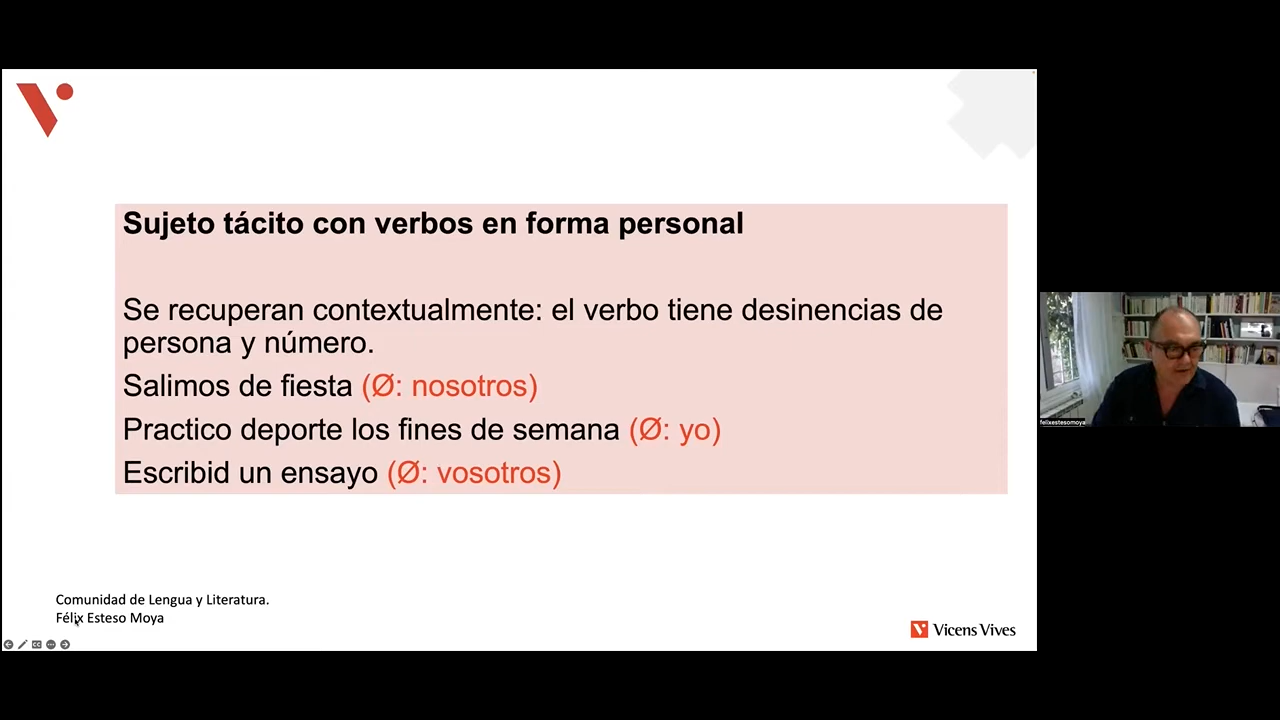 Sujeto tácito con verbos en forma personal
Se recuperan contextualmente: el verbo tiene desinencias de
persona y número.
Salimos de fiesta (Ø: nosotros)
Practico deporte los fines de semana (Ø: yo)
Escribid un ensayo (Ø: vosotros)
felixestesomoya
Comunidad de Lengua y Literatura.
Félix Esteso Moya
Vicens Vives